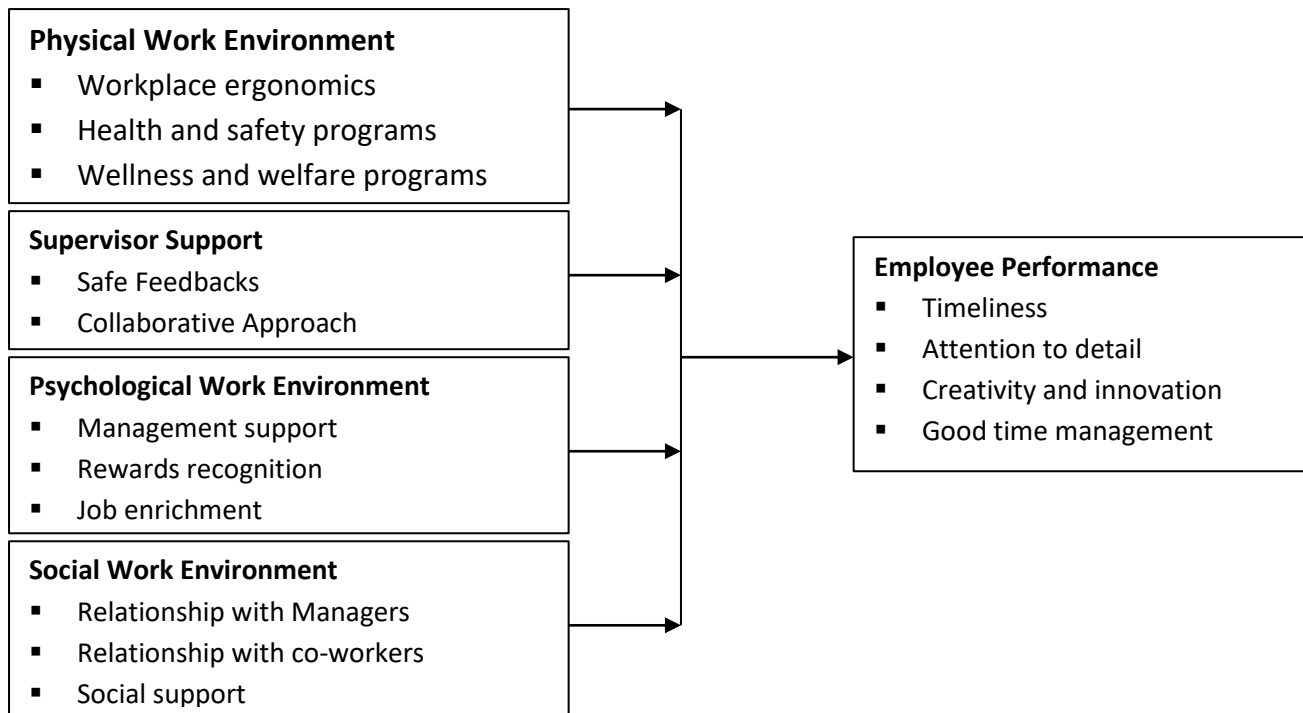 Physical Work Environment
▪ Workplace ergonomics
▪ Health and safety programs
▪ Wellness and welfare programs
Supervisor Support
▪ Safe Feedbacks
▪ Collaborative Approach
Psychological Work Environment
▪ Management support
▪ Rewards recognition
▪ Job enrichment
Social Work Environment
▪ Relationship with Managers
▪ Relationship with co-workers
▪ Social support
Employee Performance
▪ Timeliness
▪ Attention to detail
▪ Creativity and innovation
▪ Good time management